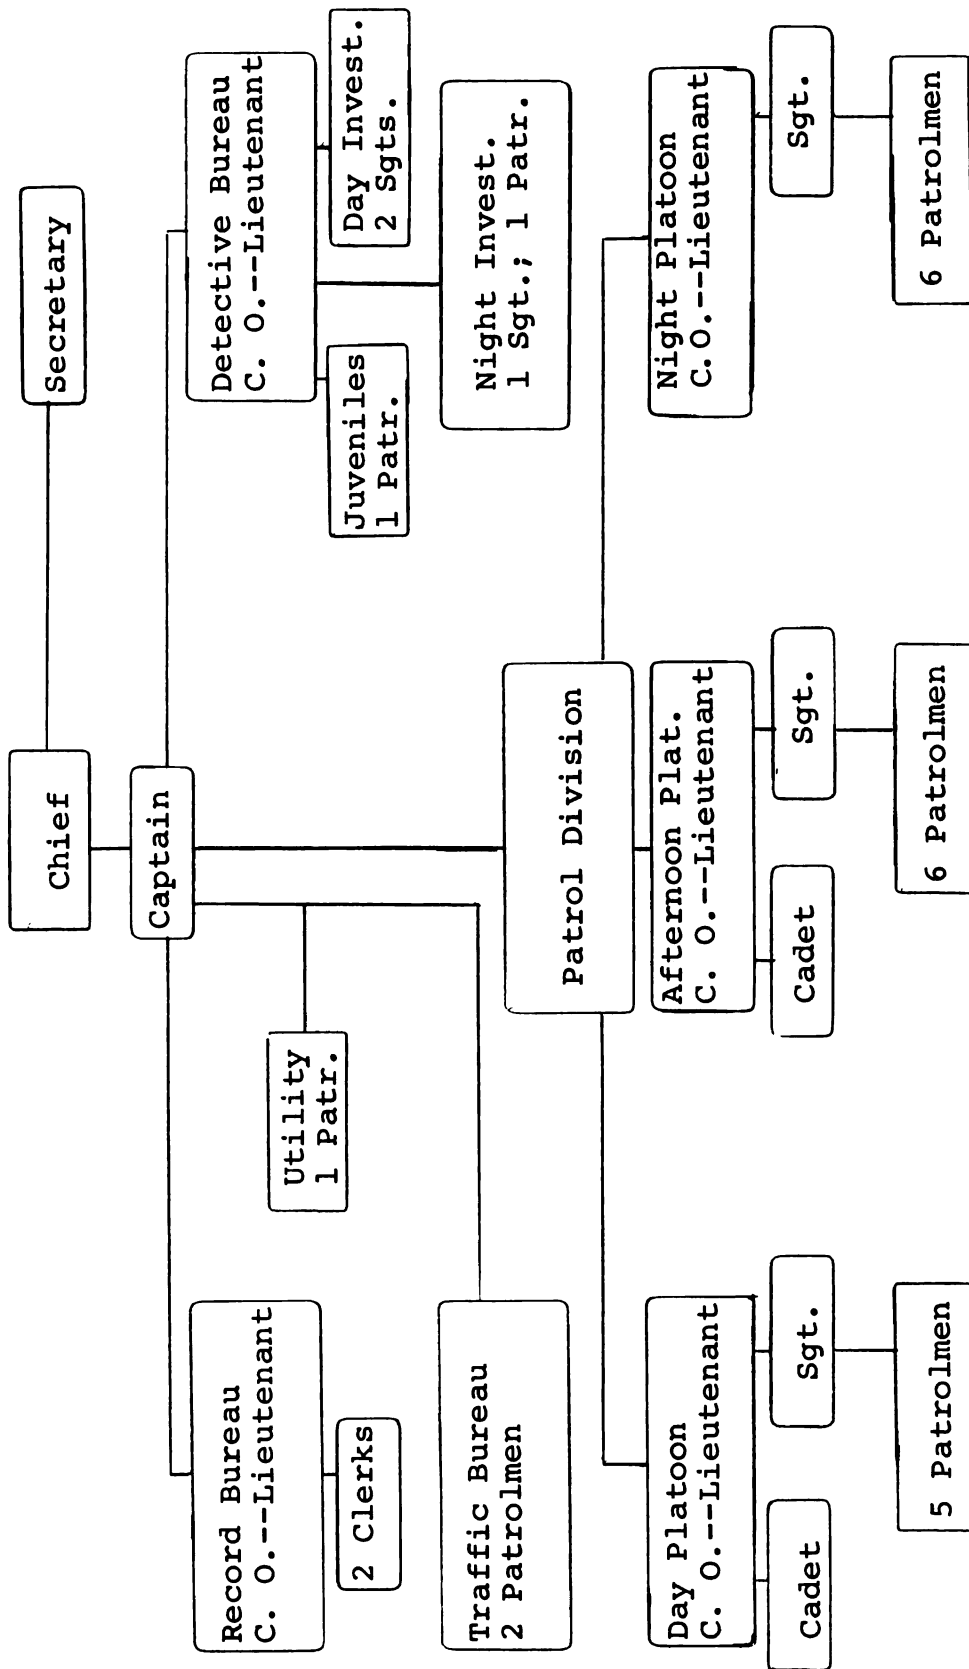 Chief
Secretary
Captain
Record Bureau
C. O.--Lieutenant
2 Clerks
Utility
1 Patr.
Detective Bureau
C. O.--Lieutenant
Juveniles
1 Patr.
Day Invest.
2 Sgts.
Night Invest.
1 Sgt.; 1 Patr.
Traffic Bureau
2 Patrolmen
Patrol Division
Day Platoon
C. O.--Lieutenant
Cadet
Sgt.
5 Patrolmen
Afternoon Plat.
C. O.--Lieutenant
Cadet
Sgt.
6 Patrolmen
Night Platoon
C.O.--Lieutenant
Sgt.
6 Patrolmen